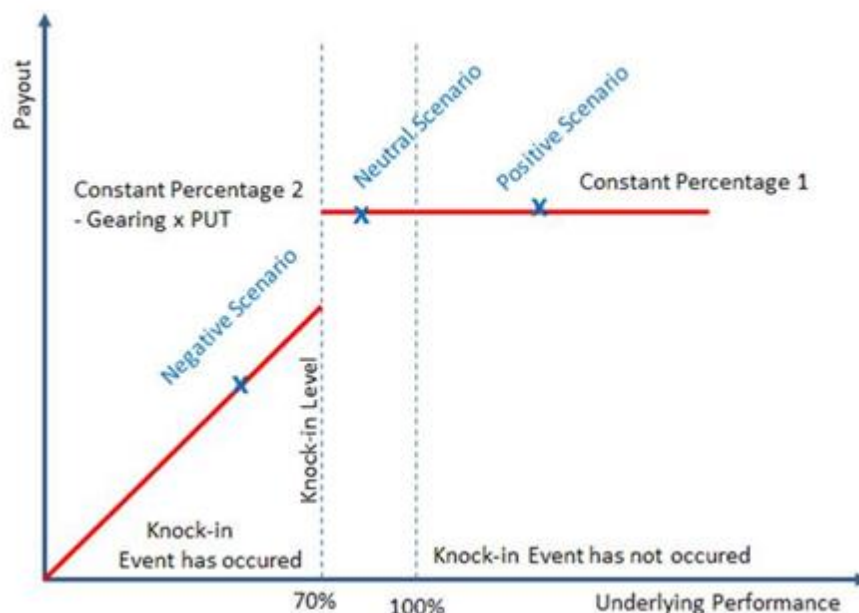 Payout
Neutral Scenario
Positive Scenario
Constant Percentage 2
- Gearing x PUT
Constant Percentage 1
Negative Scenario
Knock-in Level
Knock-in
Event has occured
Knock-in Event has not occured
70%
100%
Underlying Performance